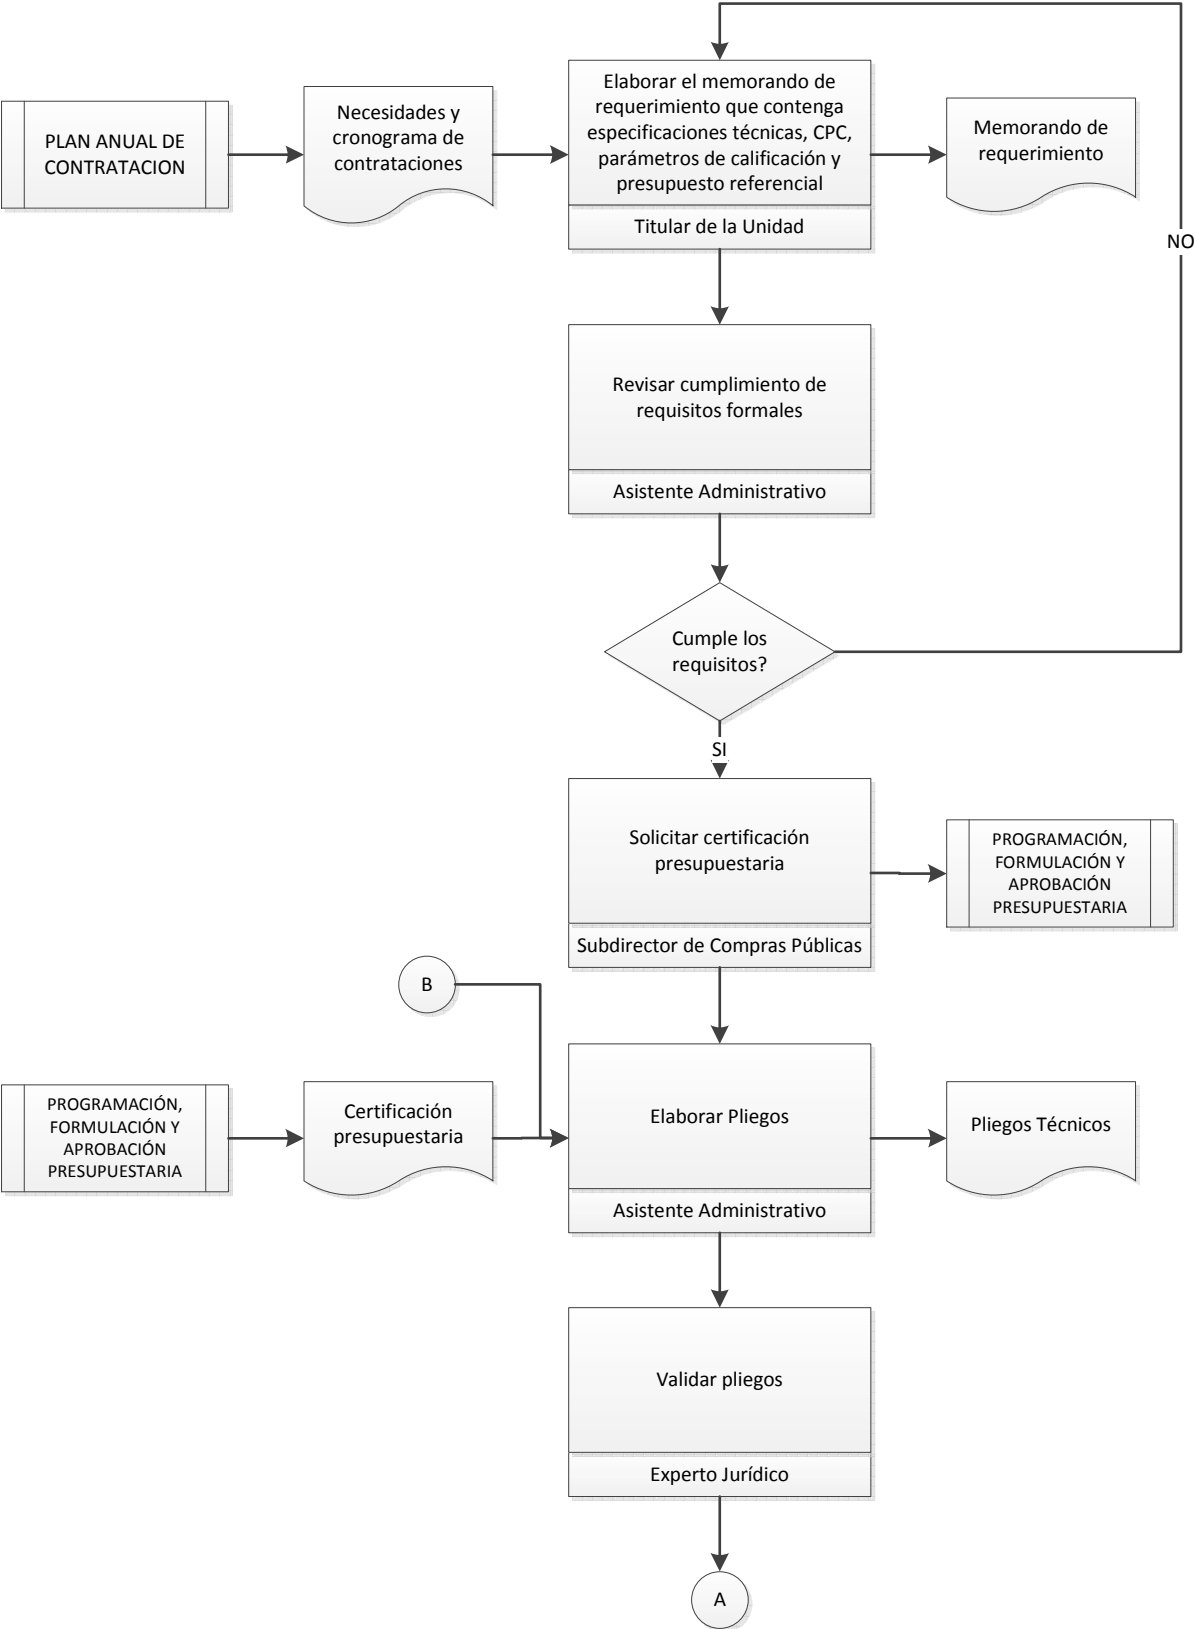 PLAN ANUAL DE
CONTRATACION
Necesidades y
cronograma de
contrataciones
Elaborar el memorando de
requerimiento que contenga
especificaciones técnicas, CPC,
parámetros de calificación y
presupuesto referencial
Titular de la Unidad
Memorando de
requerimiento
NO
Revisar cumplimiento de
requisitos formales
Asistente Administrativo
Cumple los
requisitos?
SI
Solicitar certificación
presupuestaria
Subdirector de Compras Públicas
PROGRAMACIÓN,
FORMULACIÓN Y
APROBACIÓN
PRESUPUESTARIA
B
PROGRAMACIÓN,
FORMULACIÓN Y
APROBACIÓN
PRESUPUESTARIA
Certificación
presupuestaria
Elaborar Pliegos
Asistente Administrativo
Pliegos Técnicos
Validar pliegos
Experto Jurídico
A